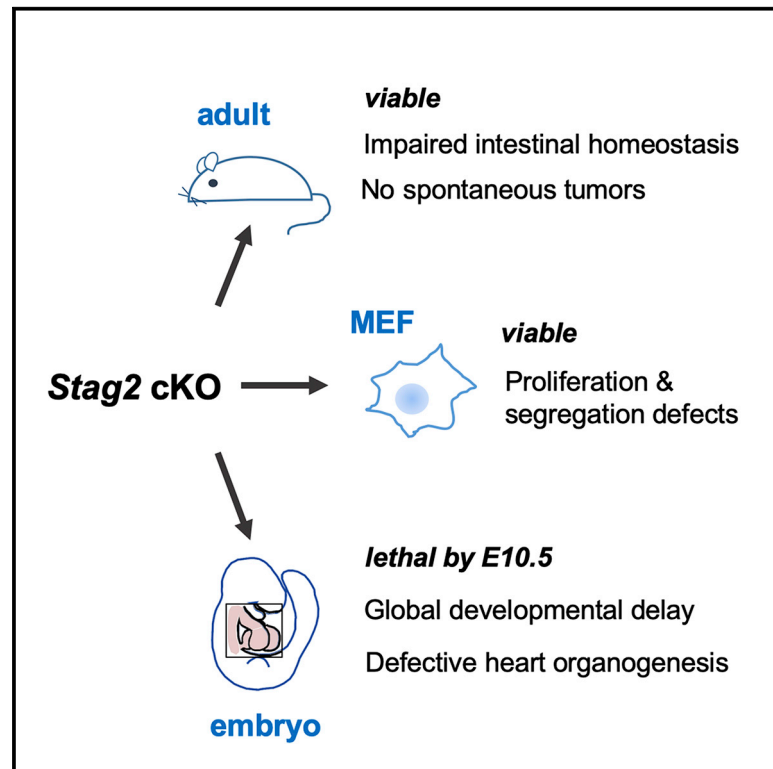 adult
viable
Impaired intestinal homeostasis
No spontaneous tumors
MEF
viable
Proliferation &
segregation defects
Stag2 cKO
lethal by E10.5
Global developmental delay
Defective heart organogenesis
embryo